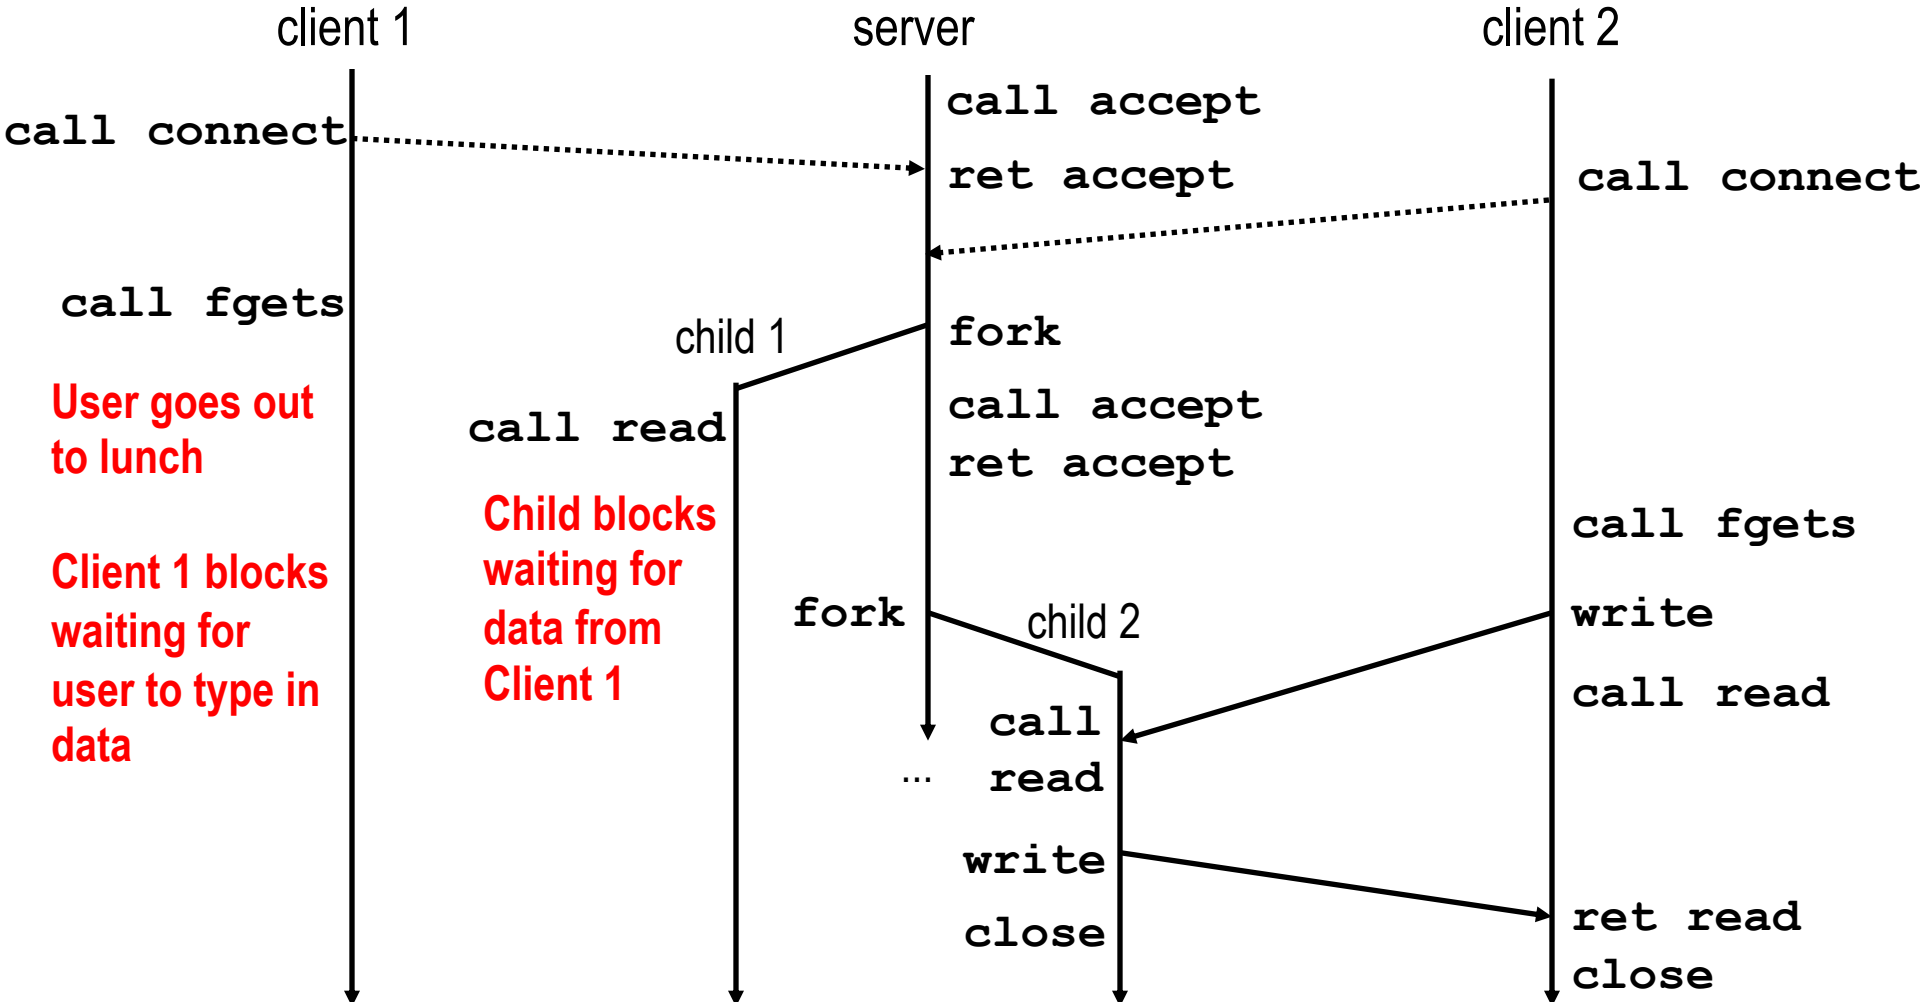 client 1
server
client 2
call connect
call accept
ret accept
call connect
call fgets
child 1
fork
User goes out
to lunch
call read
call accept
ret accept
Client 1 blocks
waiting for
user to type in
data
Child blocks
waiting for
data from
Client 1
call fgets
fork
child 2
write
call read
call
read
...
write
close
ret read
close